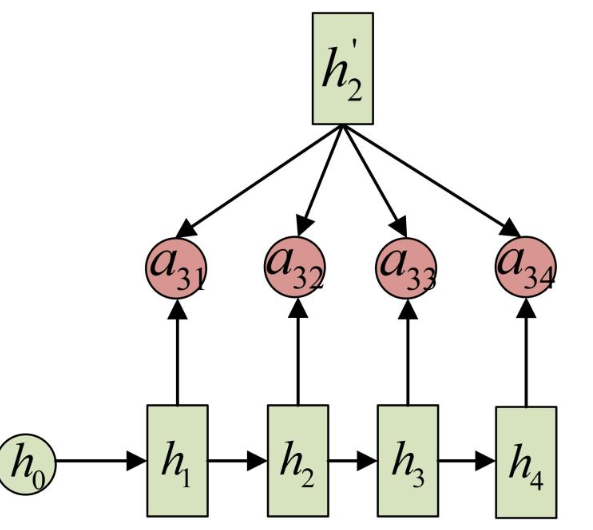 h'₂
a₃₁ a₃₂ a₃₃ a₃₄
h₀ h₁ h₂ h₃ h₄